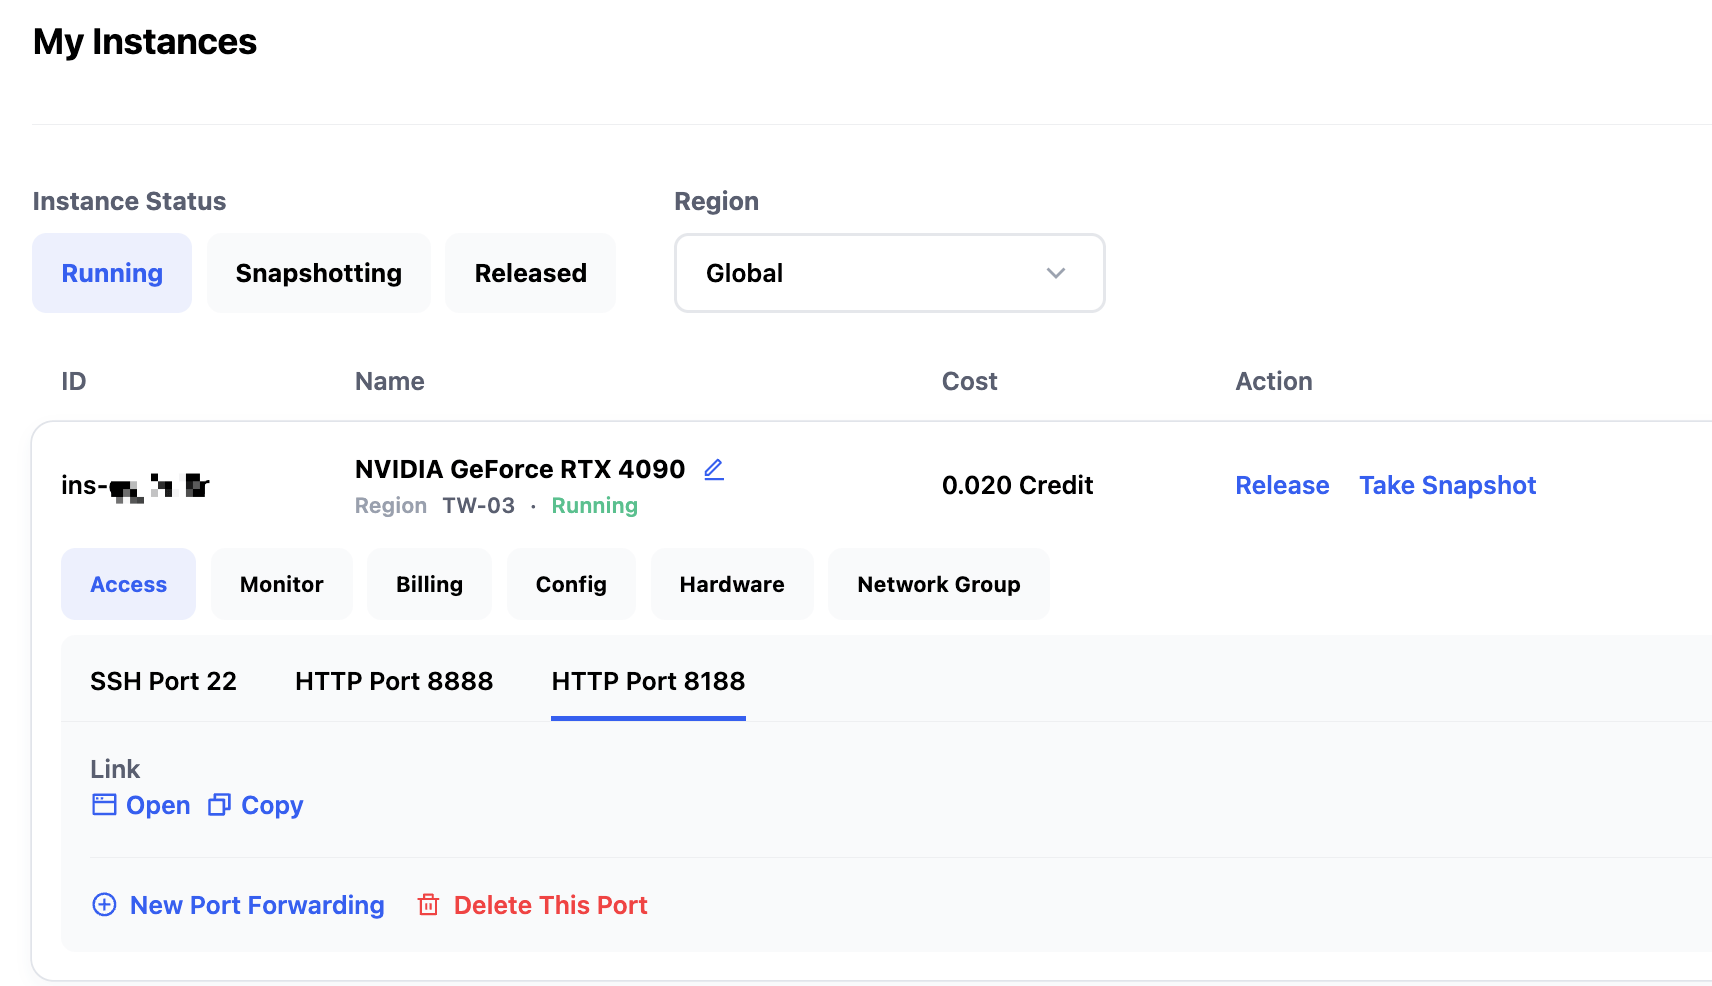 My Instances
Instance Status
Region
Running
Snapshotting
Released
Global
ID
Name
Cost
Action
ins-
NVIDIA GeForce RTX 4090
Region TW-03 · Running
0.020 Credit
Release
Take Snapshot
Access
Monitor
Billing
Config
Hardware
Network Group
SSH Port 22
HTTP Port 8888
HTTP Port 8188
Link
Open
Copy
New Port Forwarding
Delete This Port